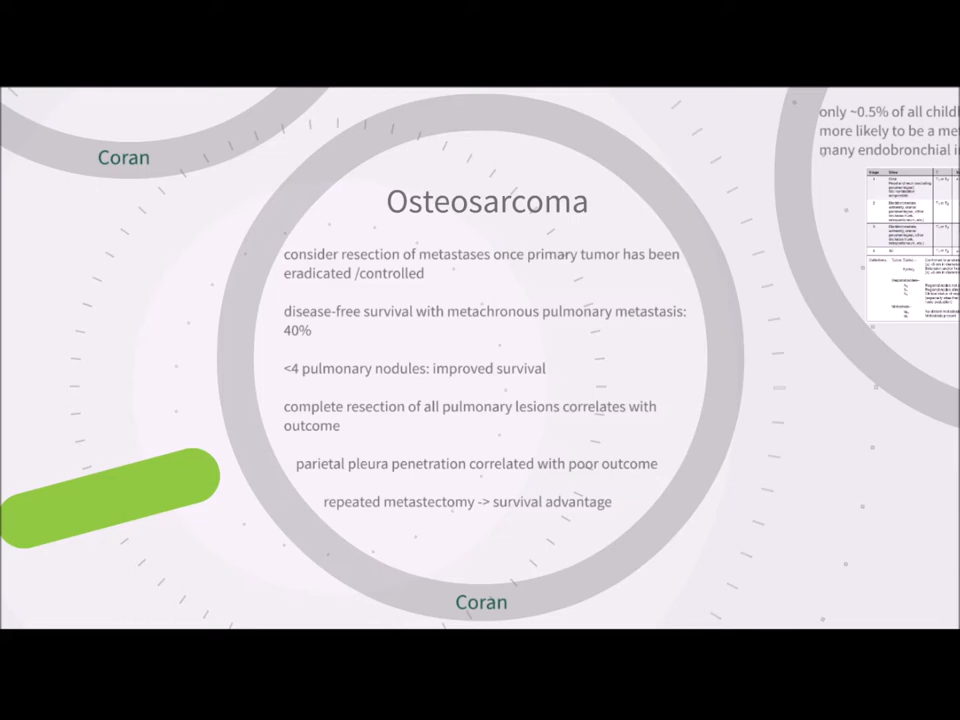 Coran
Osteosarcoma
consider resection of metastases once primary tumor has been
eradicated /controlled
disease-free survival with metachronous pulmonary metastasis:
40%
<4 pulmonary nodules: improved survival
complete resection of all pulmonary lesions correlates with
outcome
parietal pleura penetration correlated with poor outcome
repeated metastectomy -> survival advantage
Coran
only ~0.5% of all
more likely to be a
many endobronchial